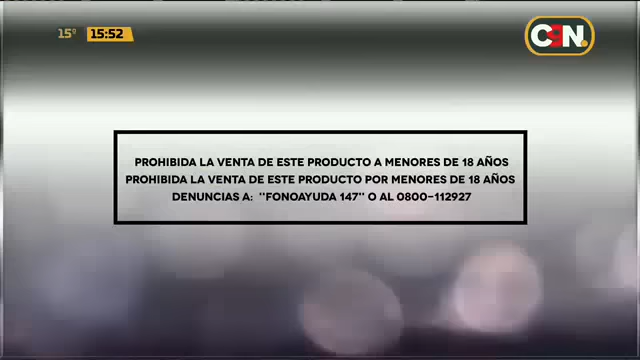 15°
15:52
C9N.
PROHIBIDA LA VENTA DE ESTE PRODUCTO A MENORES DE 18 AÑOS
PROHIBIDA LA VENTA DE ESTE PRODUCTO POR MENORES DE 18 AÑOS
DENUNCIAS A: "FONOAYUDA 147" O AL 0800-112927